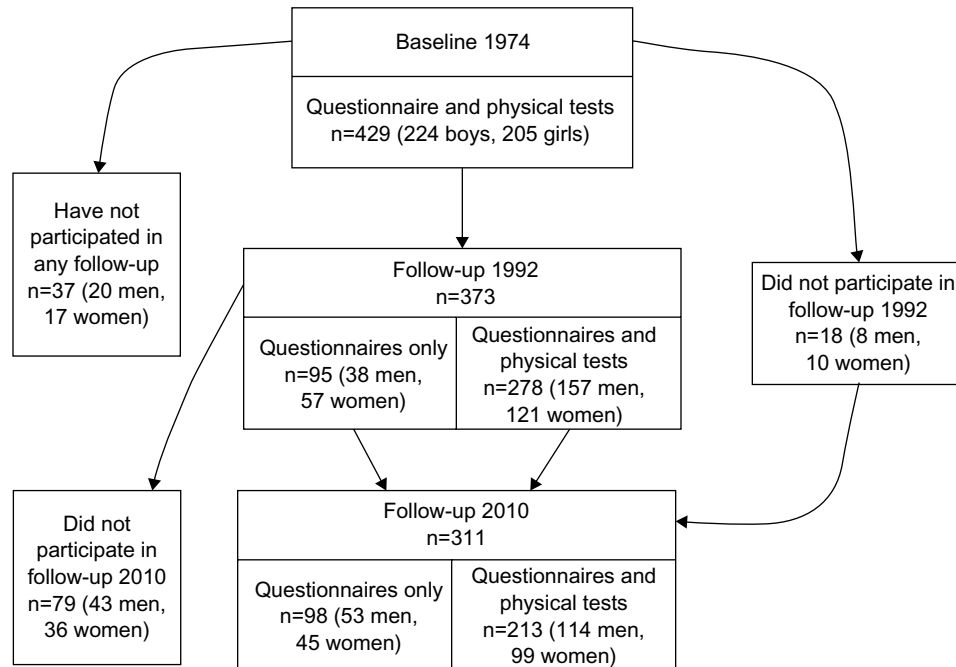 Baseline 1974
Questionnaire and physical tests
n=429 (224 boys, 205 girls)
Have not
participated in
any follow-up
n=37 (20 men,
17 women)
Follow-up 1992
n=373
Questionnaires only
n=95 (38 men,
57 women)
Questionnaires and
physical tests
n=278 (157 men,
121 women)
Did not participate in
follow-up 1992
n=18 (8 men,
10 women)
Did not
participate in
follow-up 2010
n=79 (43 men,
36 women)
Follow-up 2010
n=311
Questionnaires only
n=98 (53 men,
45 women)
Questionnaires and
physical tests
n=213 (114 men,
99 women)